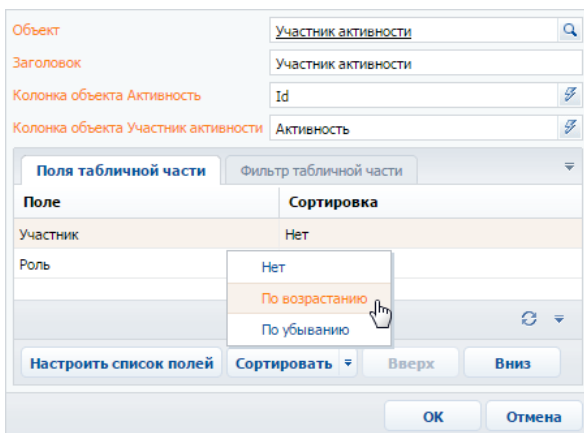 Объект Участник активности
Заголовок Участник активности
Колонка объекта Активность Id
Колонка объекта Участник активности Активность
Поля табличной части Фильтр табличной части
Поле Сортировка
Участник Нет
Роль Нет
По возрастанию
По убыванию
Настроить список полей Сортировать Вверх Вниз
ОК Отмена